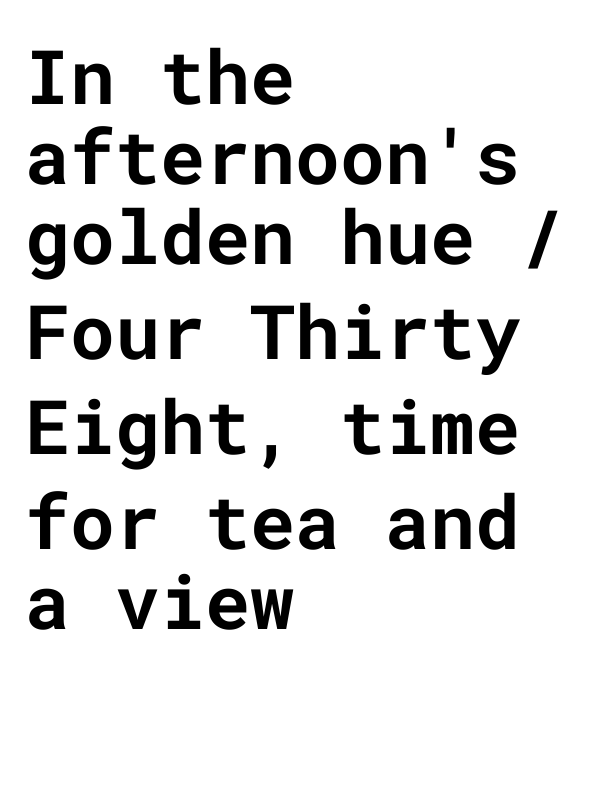 In the
afternoon's
golden hue /
Four Thirty
Eight, time
for tea and
a view